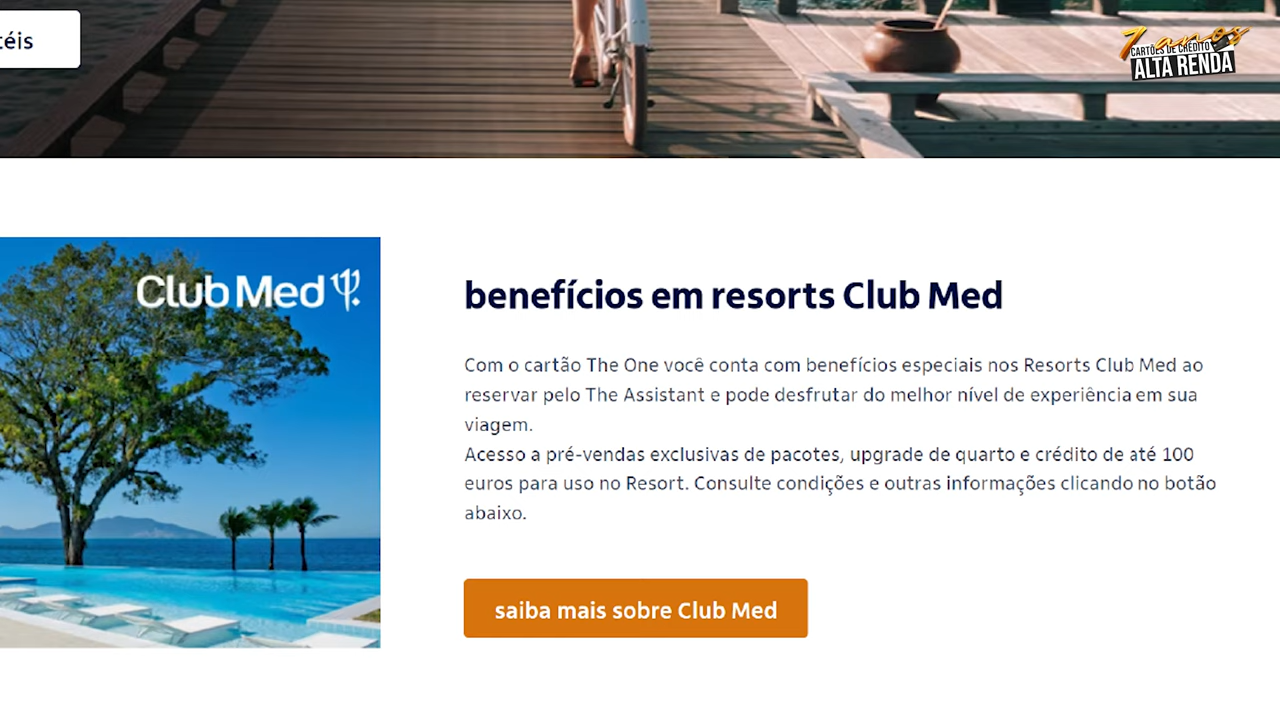 téis
7 anos
CARTÕES DE CRÉDITO
ALTA RENDA
Club Med
benefícios em resorts Club Med
Com o cartão The One você conta com benefícios especiais nos Resorts Club Med ao
reservar pelo The Assistant e pode desfrutar do melhor nível de experiência em sua
viagem.
Acesso a pré-vendas exclusivas de pacotes, upgrade de quarto e crédito de até 100
euros para uso no Resort. Consulte condições e outras informações clicando no botão
abaixo.
saiba mais sobre Club Med